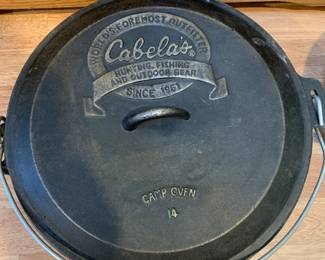 WORLD'S FOREMOST OUTFITTER
Cabela's®
HUNTING, FISHING
AND OUTDOOR GEAR
SINCE 1961
CAMP OVEN
14